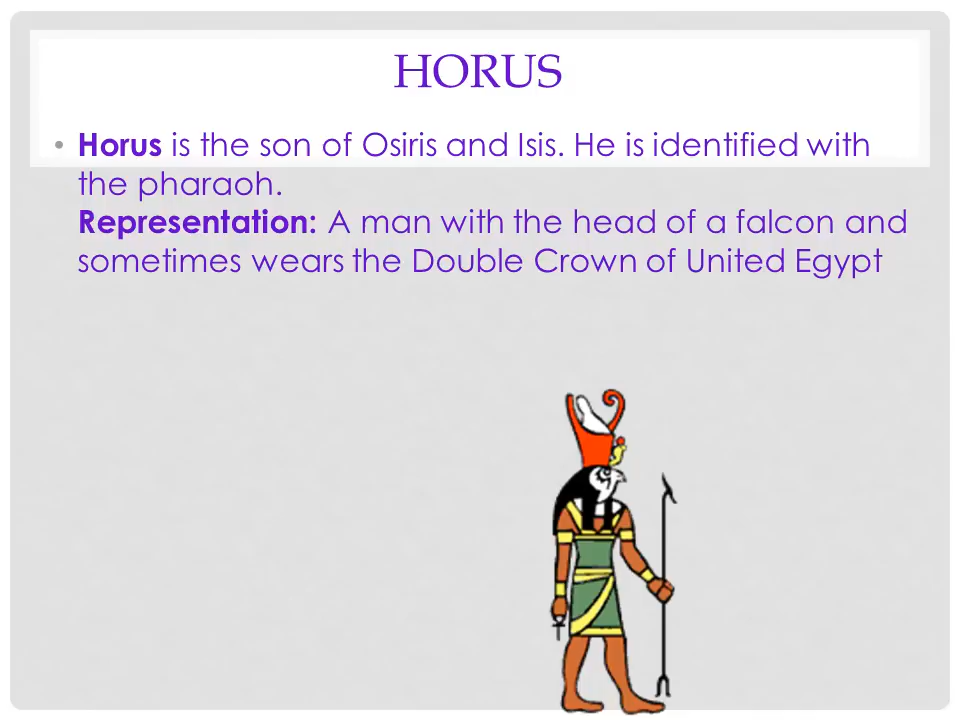 HORUS
• Horus is the son of Osiris and Isis. He is identified with
the pharaoh.
Representation: A man with the head of a falcon and
sometimes wears the Double Crown of United Egypt